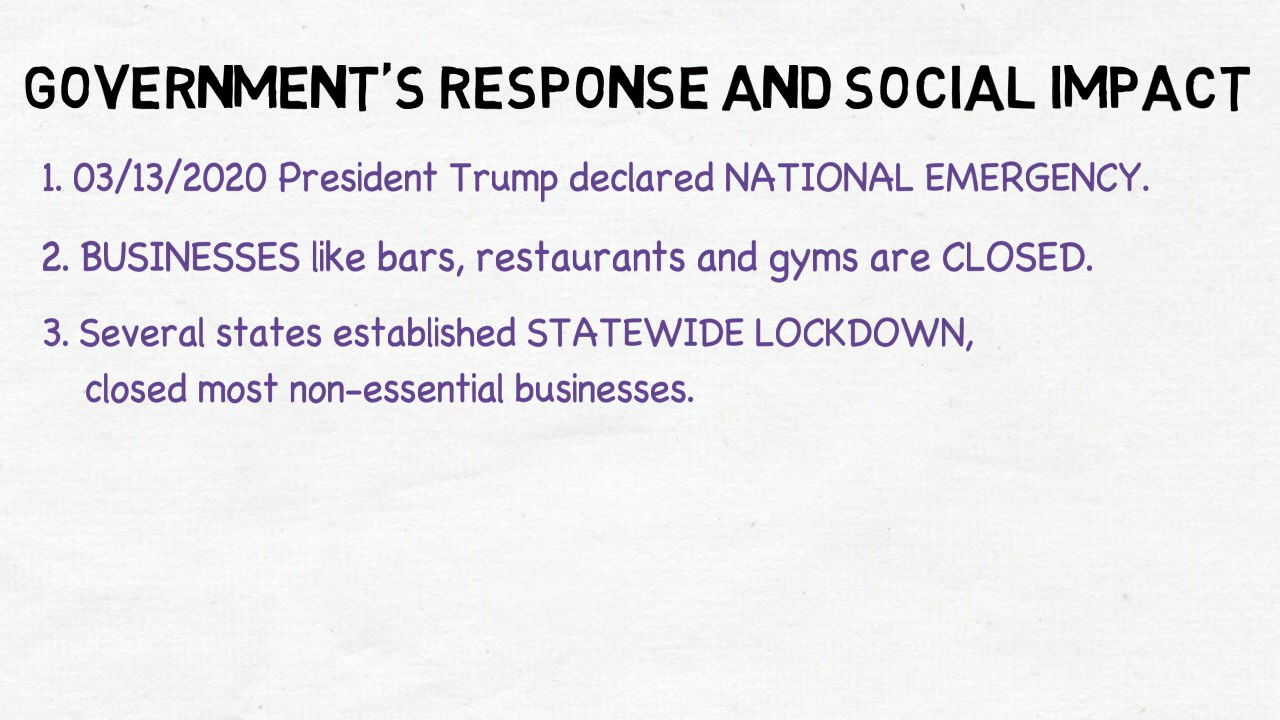 GOVERNMENT'S RESPONSE AND SOCIAL IMPACT
1. 03/13/2020 President Trump declared NATIONAL EMERGENCY.
2. BUSINESSES like bars, restaurants and gyms are CLOSED.
3. Several states established STATEWIDE LOCKDOWN,
closed most non-essential businesses.